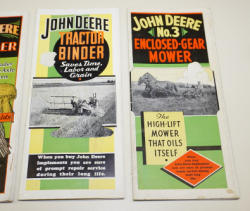 JOHN DEERE
TRACTOR
BINDER
Saves Time,
Labor and
Grain
When you buy John Deere
implements you are sure
of prompt repair service
during their long life.
JOHN DEERE
No. 3
ENCLOSED-GEAR
MOWER
The
HIGH-LIFT
MOWER
THAT OILS
ITSELF